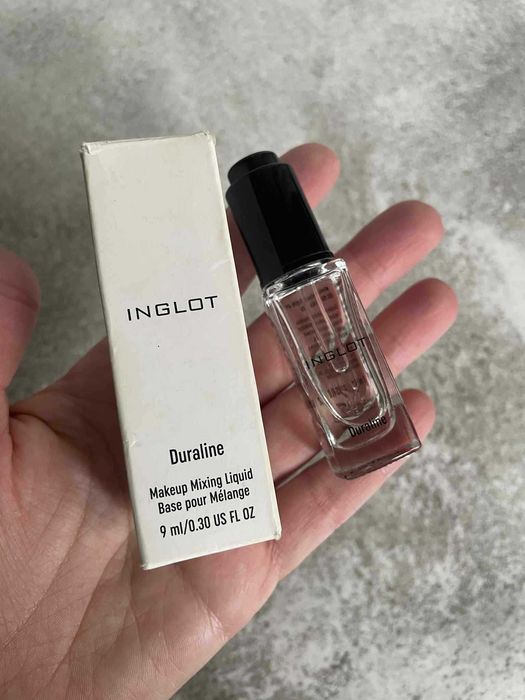 INGLOT
Duraline
Makeup Mixing Liquid
Base pour Mélange
9 ml/0.30 US FL OZ
INGLOT
Duraline